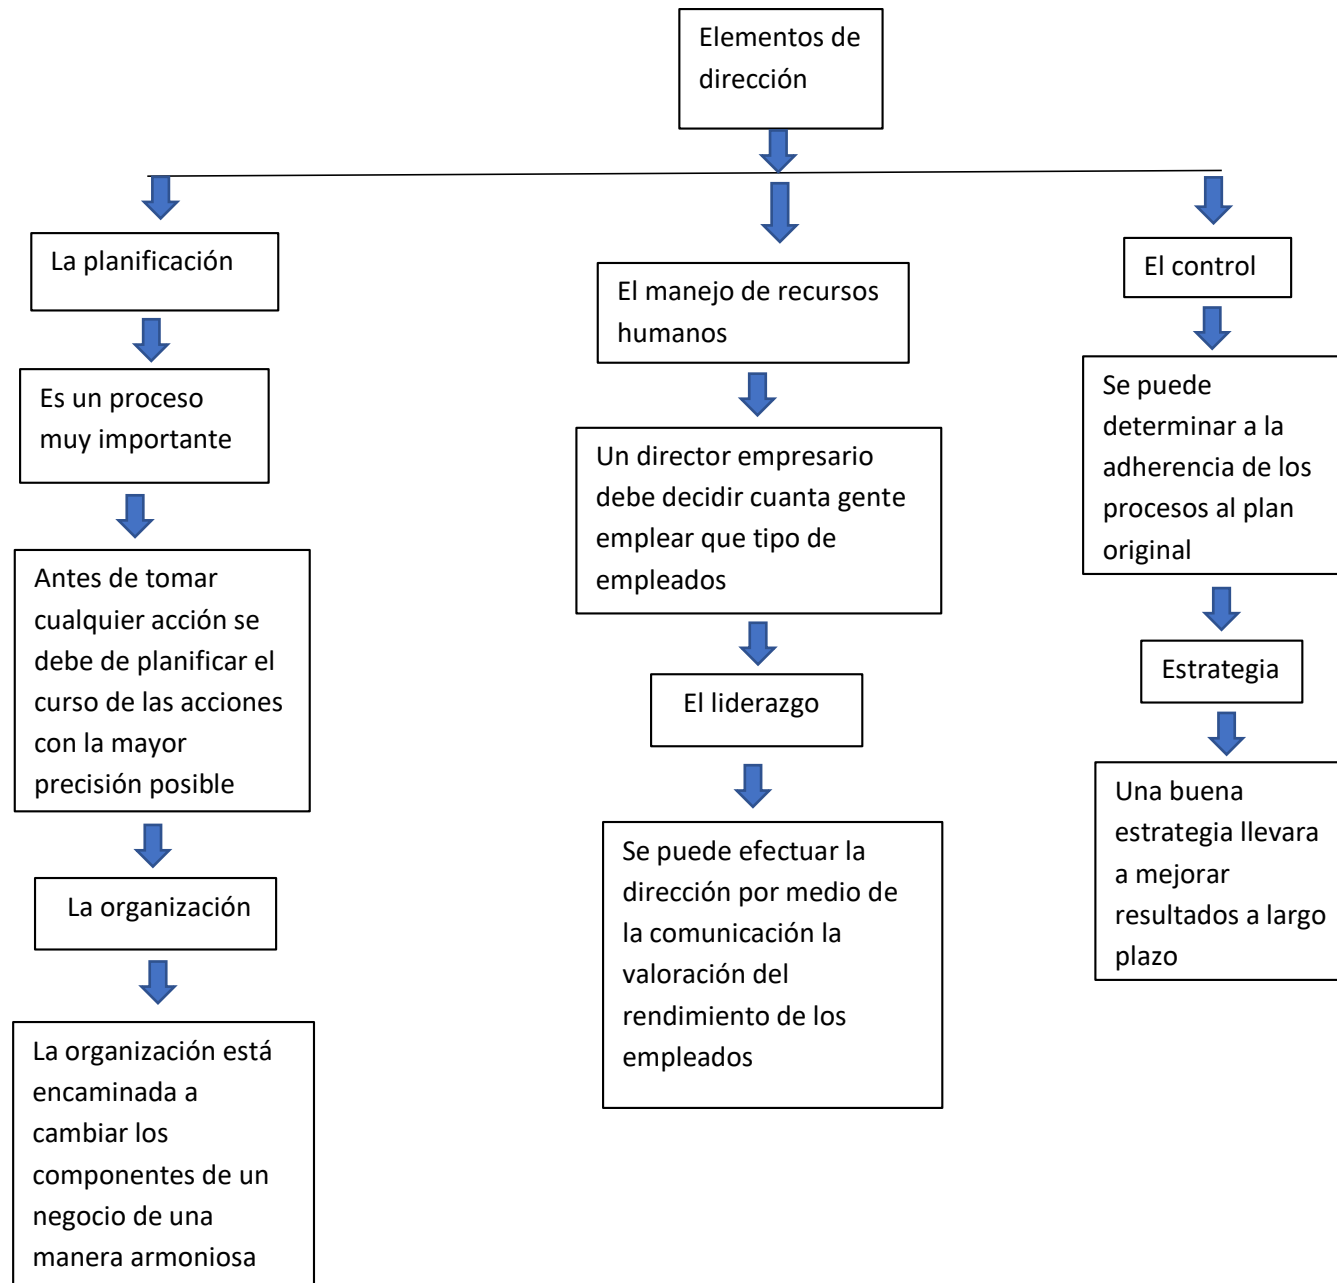 Elementos de
dirección
La planificación
Es un proceso
muy importante
Antes de tomar
cualquier acción se
debe de planificar el
curso de las acciones
con la mayor
precisión posible
La organización
La organización está
encaminada a
cambiar los
componentes de un
negocio de una
manera armoniosa
El manejo de recursos
humanos
Un director empresario
debe decidir cuanta gente
emplear que tipo de
empleados
El liderazgo
Se puede efectuar la
dirección por medio de
la comunicación la
valoración del
rendimiento de los
empleados
El control
Se puede
determinar a la
adherencia de los
procesos al plan
original
Estrategia
Una buena
estrategia llevara
a mejorar
resultados a largo
plazo